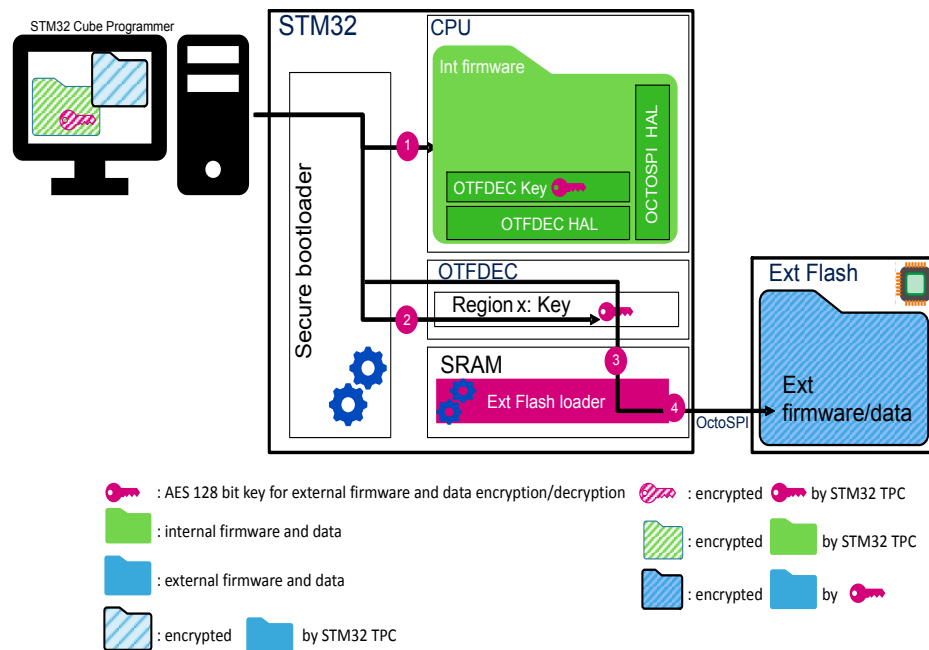 STM32 Cube Programmer
STM32
CPU
Int firmware
OCTOSPI HAL
OTFDEC Key
OTFDEC HAL
1
Secure bootloader
OTFDEC
Region x: Key
2
3
SRAM
Ext Flash loader
4
OctoSPI
Ext Flash
Ext
firmware/data
: AES 128 bit key for external firmware and data encryption/decryption
: encrypted by STM32 TPC
: internal firmware and data
: encrypted by STM32 TPC
: external firmware and data
: encrypted by
: encrypted by STM32 TPC